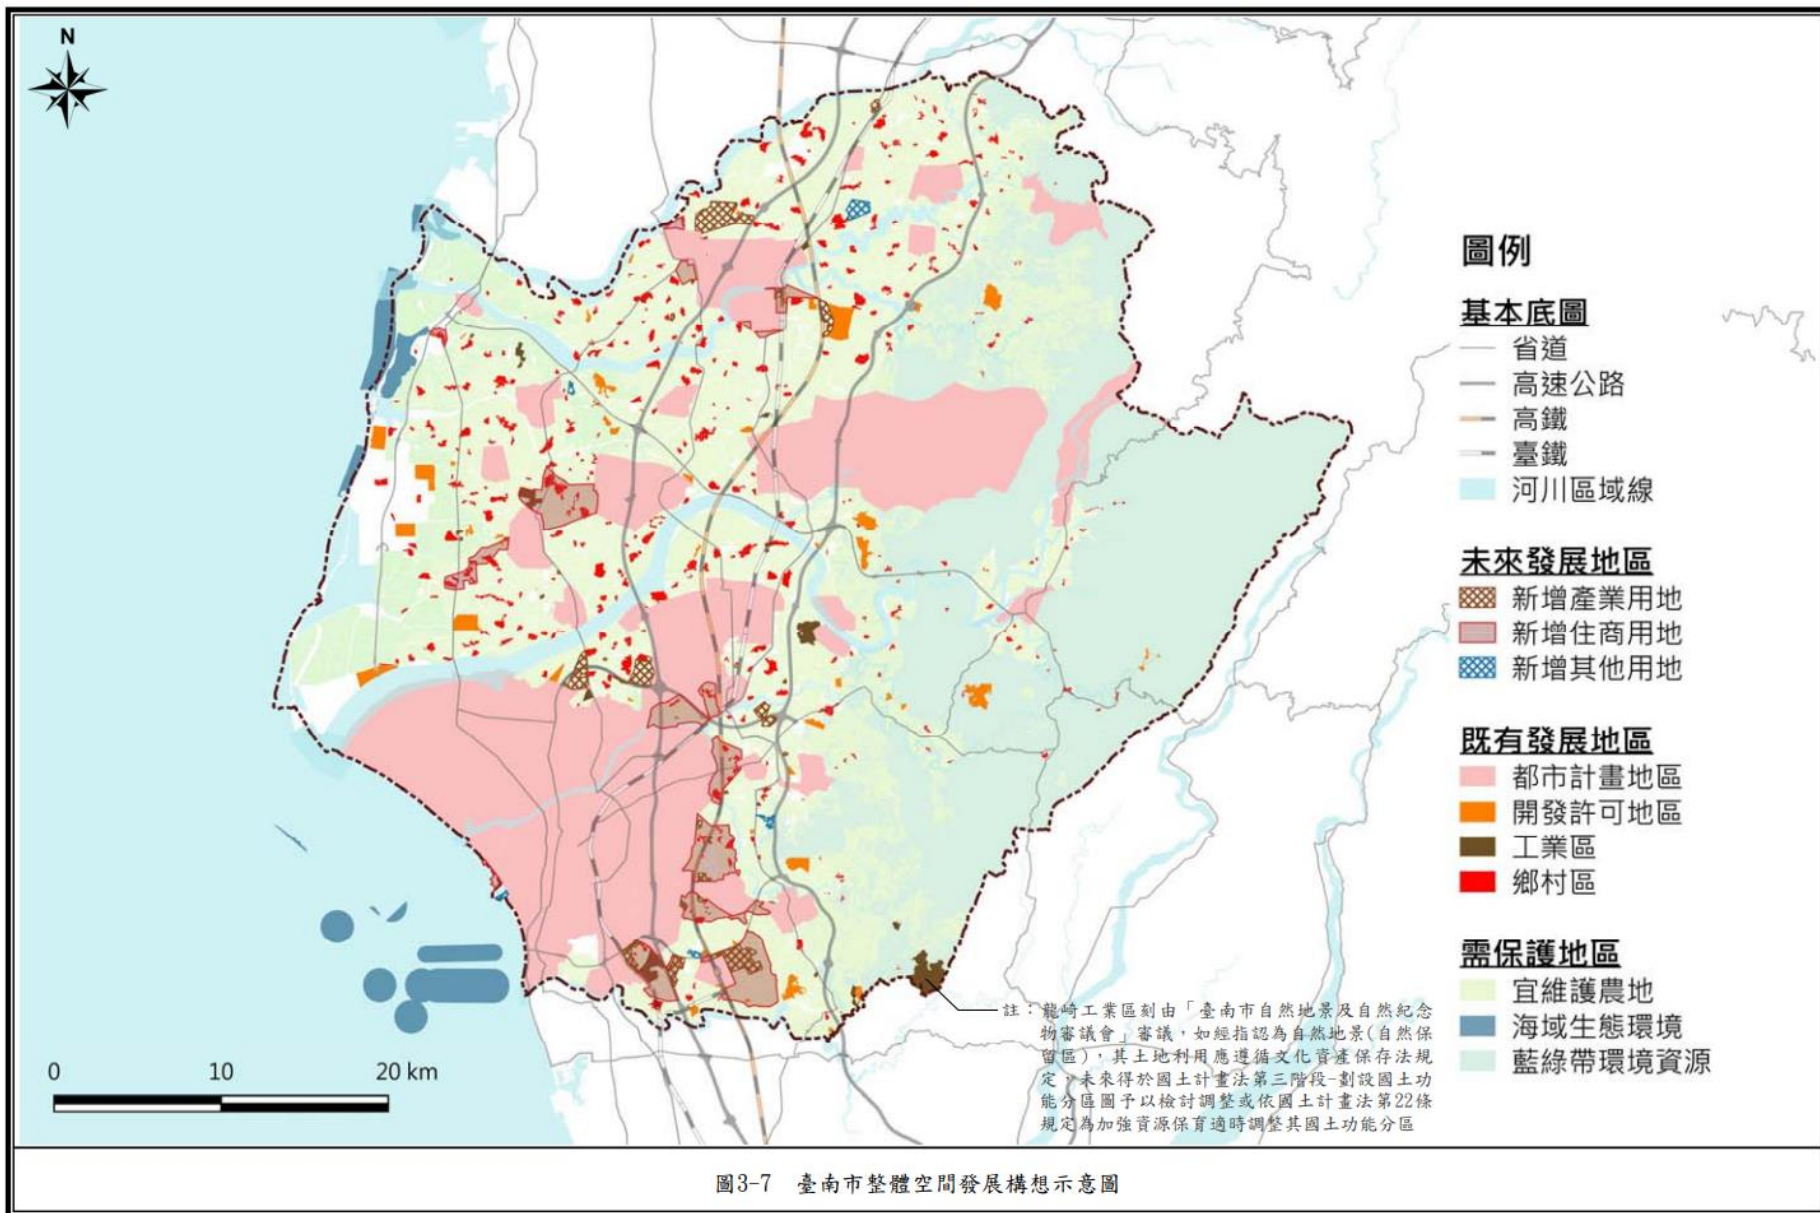 N
圖例
基本底圖
省道
高速公路
高鐵
臺鐵
河川區域線
未來發展地區
新增產業用地
新增住商用地
新增其他用地
既有發展地區
都市計畫地區
開發許可地區
工業區
鄉村區
需保護地區
宜維護農地
海域生態環境
藍綠帶環境資源
註：龍崎工業區刻由「臺南市自然地景及自然紀念
物審議會」審議，如經指認為自然地景(自然保
留區)，其土地利用應遵循文化資產保存法規
定，未來得於國土計畫法第三階段-劃設國土功
能分區圖予以檢討調整或依國土計畫法第22條
規定為加強資源保育適時調整其國土功能分區
0 10 20 km
圖3-7 臺南市整體空間發展構想示意圖